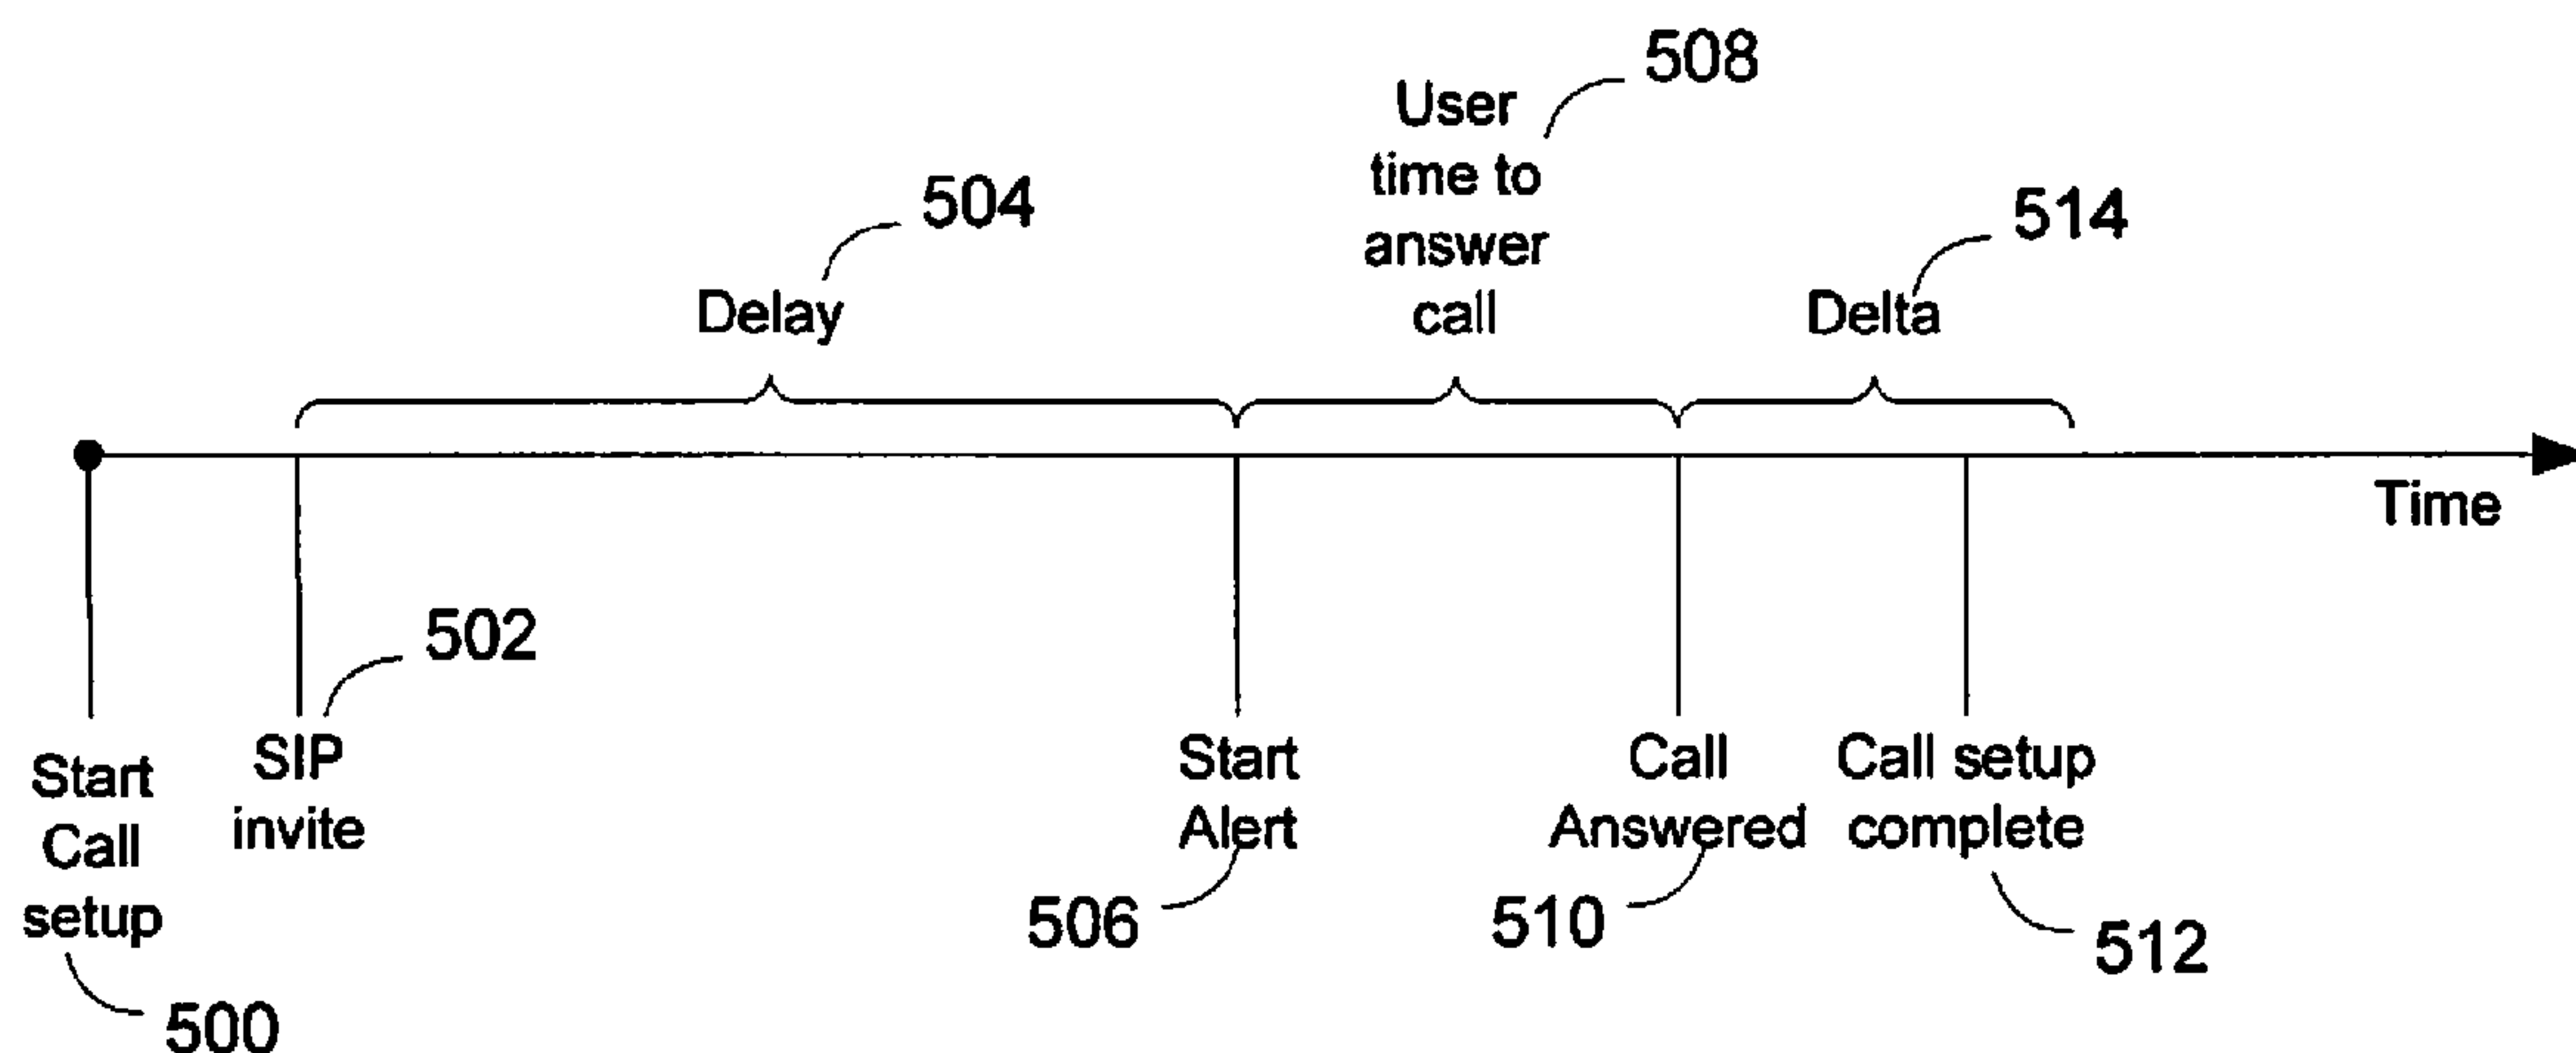 508
User
time to
answer
call
504
Delay
514
Delta
Time
502
SIP
invite
Start
Call
setup
500
Start
Alert
506
Call
Answered
510
Call setup
complete
512